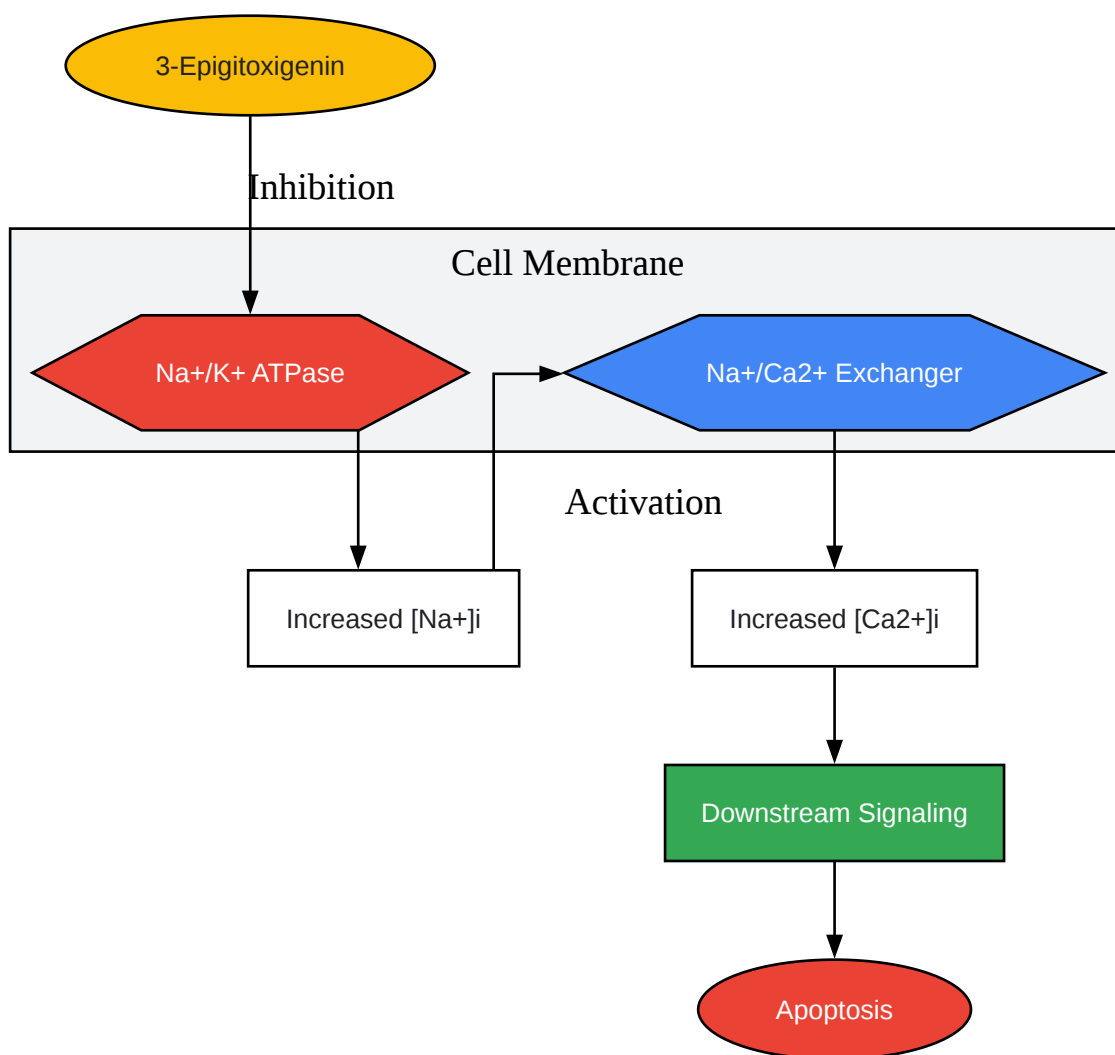 3-Epigitoxigenin
Inhibition
Cell Membrane
Na+/K+ ATPase
Na+/Ca2+ Exchanger
Activation
Increased [Na+]i
Increased [Ca2+]i
Downstream Signaling
Apoptosis